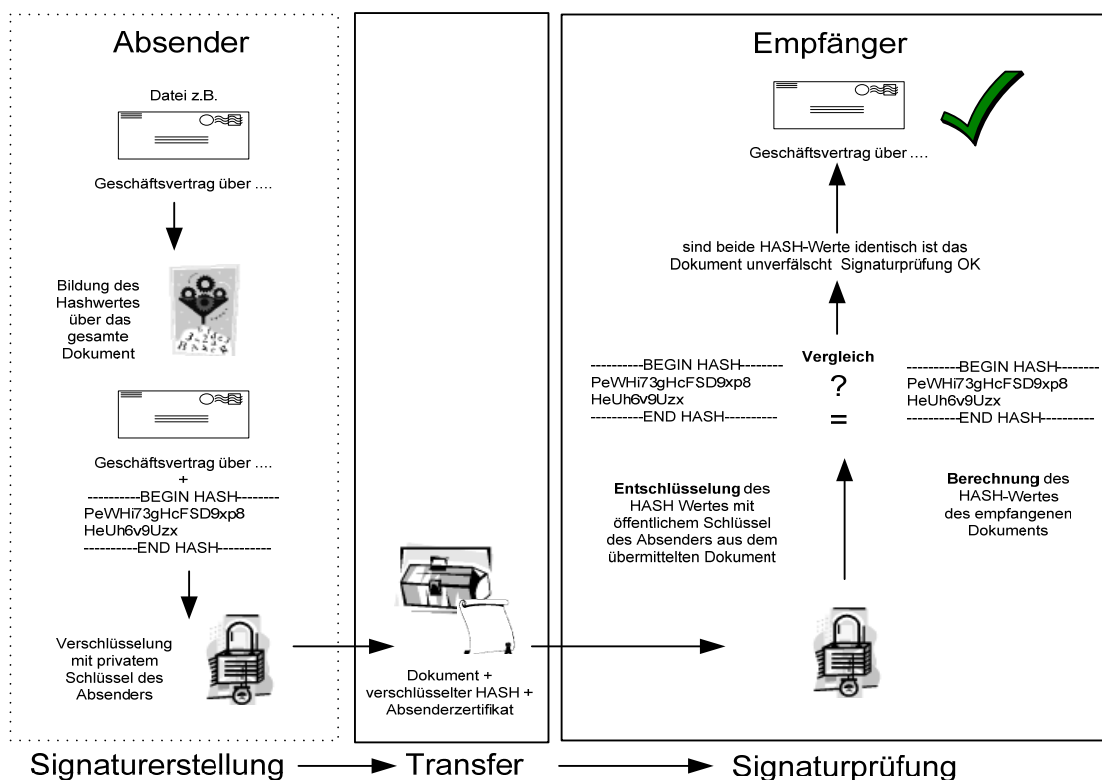 Absender
Datei z.B.
Geschäftsvertrag über ....
Bildung des
Hashwertes
über das
gesamte
Dokument
Geschäftsvertrag über ....
+
----------BEGIN HASH--------
PeWHi73gHcFSD9xp8
HeUh6v9Uzx
----------END HASH----------
Verschlüsselung
mit privatem
Schlüssel des
Absenders
Dokument +
verschlüsselter HASH +
Absenderzertifikat
Empfänger
Geschäftsvertrag über ....
sind beide HASH-Werte identisch ist das
Dokument unverfälscht Signaturprüfung OK
----------BEGIN HASH--------
PeWHi73gHcFSD9xp8
HeUh6v9Uzx
----------END HASH----------
Vergleich
?
=
----------BEGIN HASH--------
PeWHi73gHcFSD9xp8
HeUh6v9Uzx
----------END HASH----------
Entschlüsselung des
HASH Wertes mit
öffentlichem Schlüssel
des Absenders aus dem
übermittelten Dokument
Berechnung des
HASH-Wertes
des empfangenen
Dokuments
Signaturerstellung
Transfer
Signaturprüfung